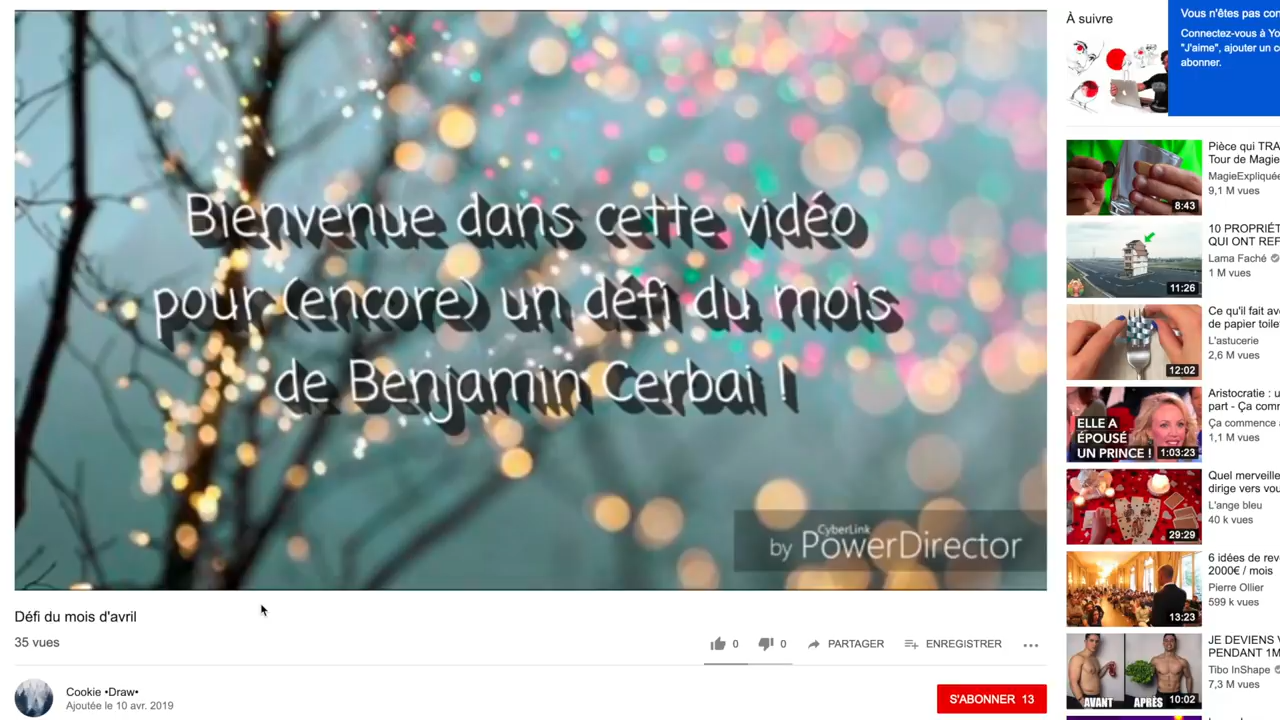 Bienvenue dans cette vidéo
pour (encore) un défi du mois
de Benjamin Cerbai !
by CyberLink PowerDirector
Défi du mois d'avril
35 vues
0
0
PARTAGER
ENREGISTRER
Cookie •Draw•
Ajoutée le 10 avr. 2019
S'ABONNER 13
À suivre
Vous n'êtes pas con
Connectez-vous à Yo
"J'aime", ajouter un c
abonner.
8:43
Pièce qui TRA
Tour de Magie
MagieExpliquée
9,1 M vues
11:26
10 PROPRIÉT
QUI ONT REF
Lama Faché
1 M vues
12:02
Ce qu'il fait ave
de papier toile
L'astucerie
2,6 M vues
ELLE A
ÉPOUSÉ
UN PRINCE !
1:03:23
Aristocratie : u
part - Ça comm
Ça commence a
1,1 M vues
29:29
Quel merveille
dirige vers vou
L'ange bleu
40 k vues
13:23
6 idées de reve
2000€ / mois
Pierre Ollier
599 k vues
AVANT
APRÈS
10:02
JE DEVIENS V
PENDANT 1M
Tibo InShape
7,3 M vues